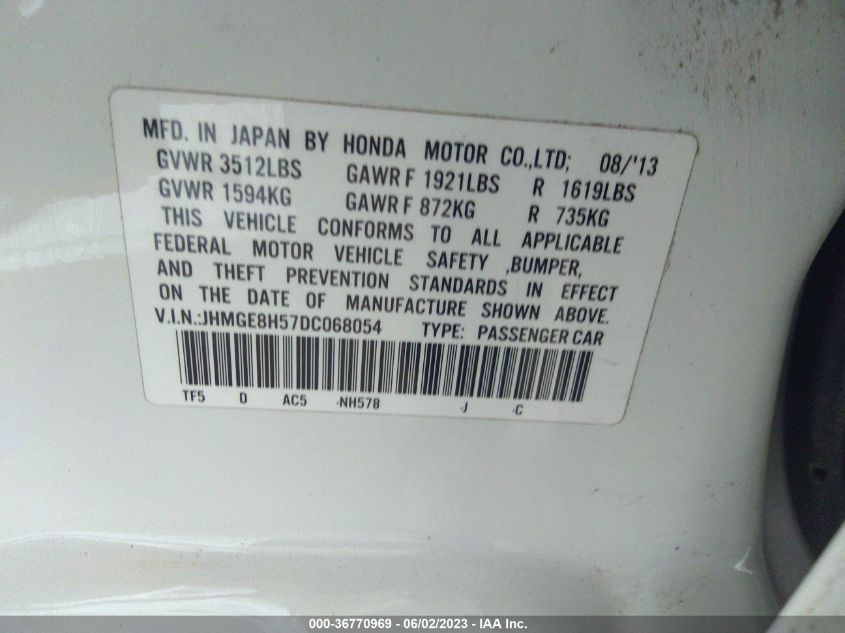 MFD. IN JAPAN BY HONDA MOTOR CO.,LTD; 08/'13
GVWR 3512LBS GAWR F 1921LBS R 1619LBS
GVWR 1594KG GAWR F 872KG R 735KG
THIS VEHICLE CONFORMS TO ALL APPLICABLE
FEDERAL MOTOR VEHICLE SAFETY ,BUMPER,
AND THEFT PREVENTION STANDARDS IN EFFECT
ON THE DATE OF MANUFACTURE SHOWN ABOVE.
V.I.N.:JHMGE8H57DC068054 TYPE: PASSENGER CAR
TF5 D AC5 -NH578 -J -C
000-36770969 - 06/02/2023 - IAA Inc.